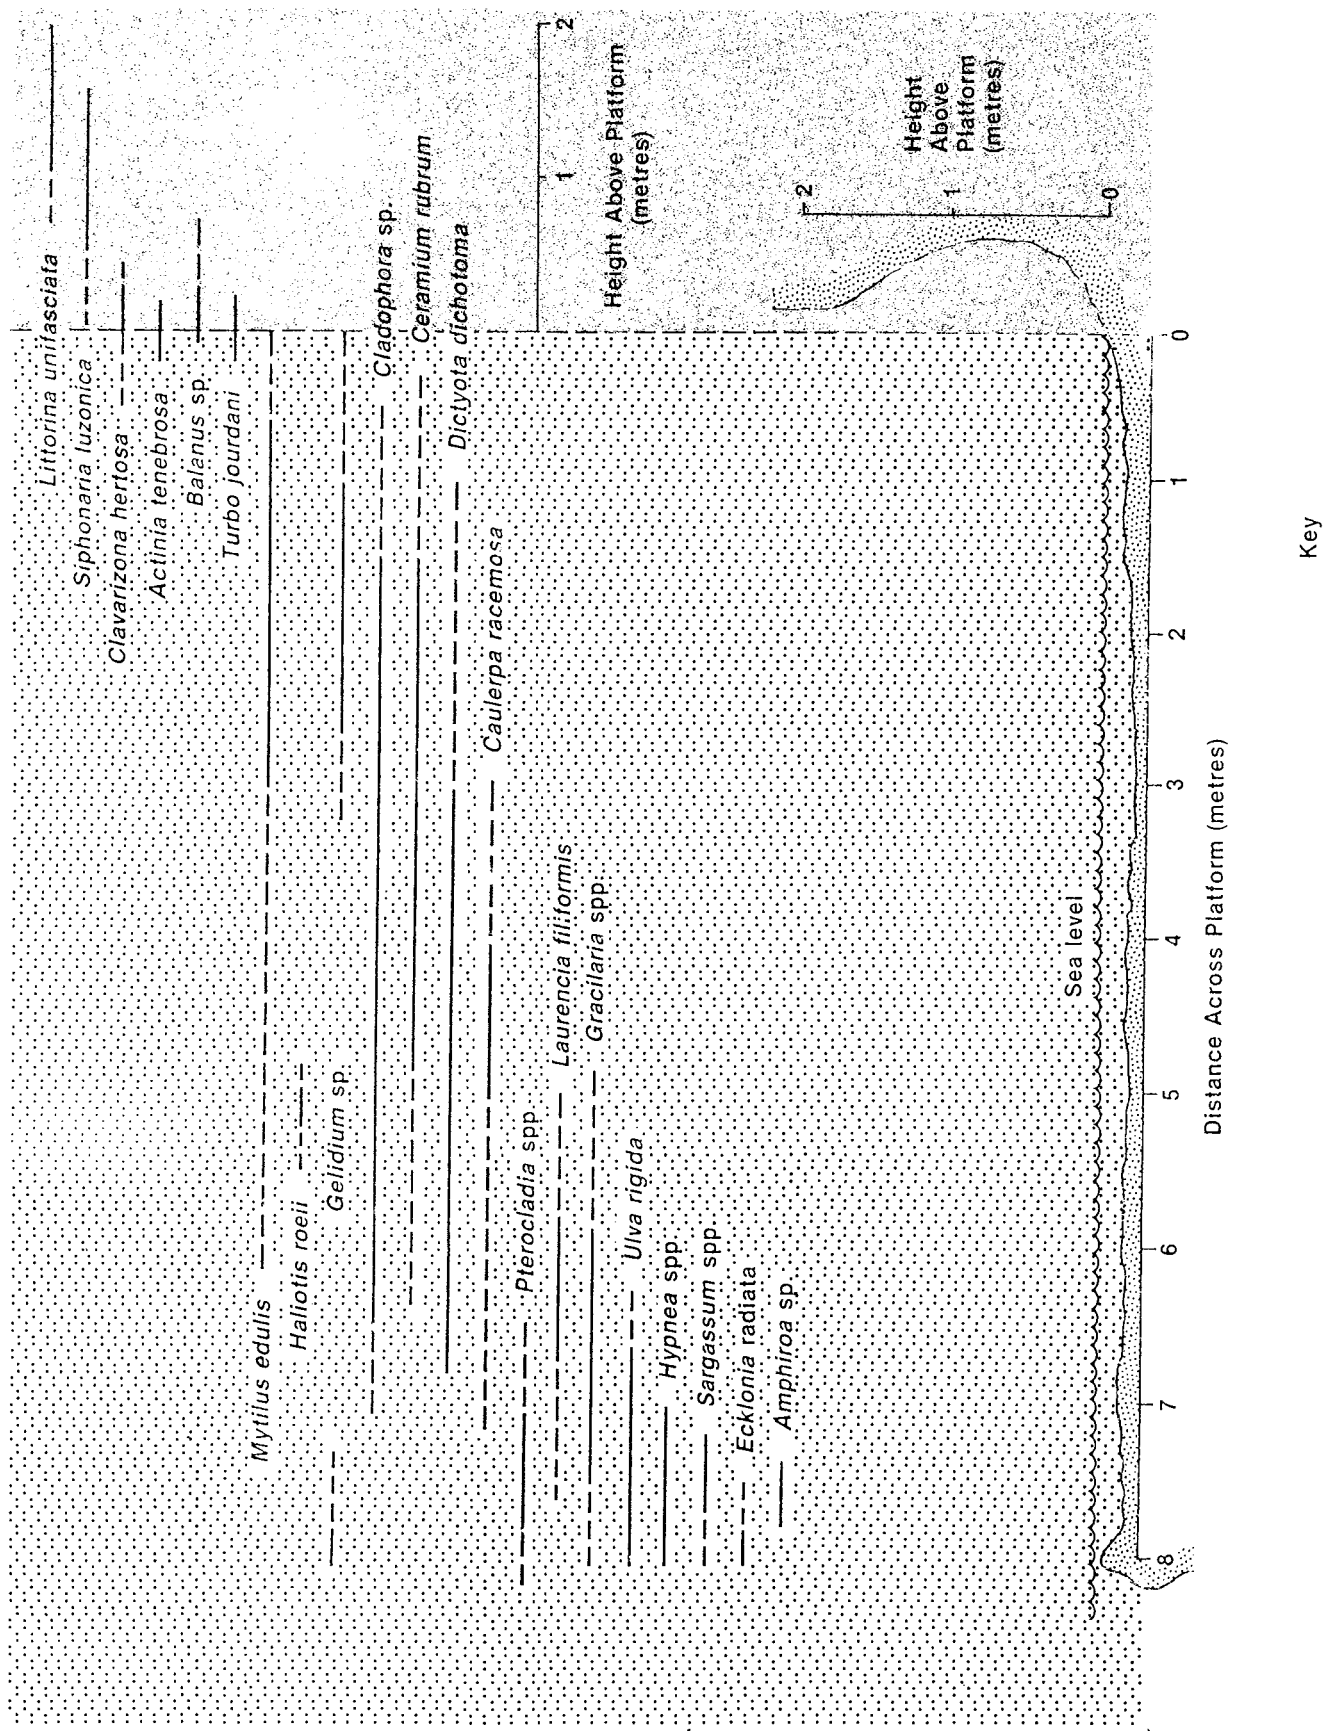 Littorina unifasciata
Siphonaria luzonica
Clavarizona hertosa
Actinia tenebrosa
Balanus sp.
Turbo jourdani
Mytilus edulis
Haliotis roeii
Gelidium sp.
Cladophora sp.
Ceramium rubrum
Dictyota dichotoma
Caulerpa racemosa
Pterocladia spp.
Laurencia filiformis
Gracilaria spp.
Ulva rigida
Hypnea spp.
Sargassum spp.
Ecklonia radiata
Amphiroa sp.
1
2
Height Above Platform
(metres)
Height
Above
Platform
(metres)
2
1
0
Sea level
8
7
6
5
4
3
2
1
0
Distance Across Platform (metres)
Key